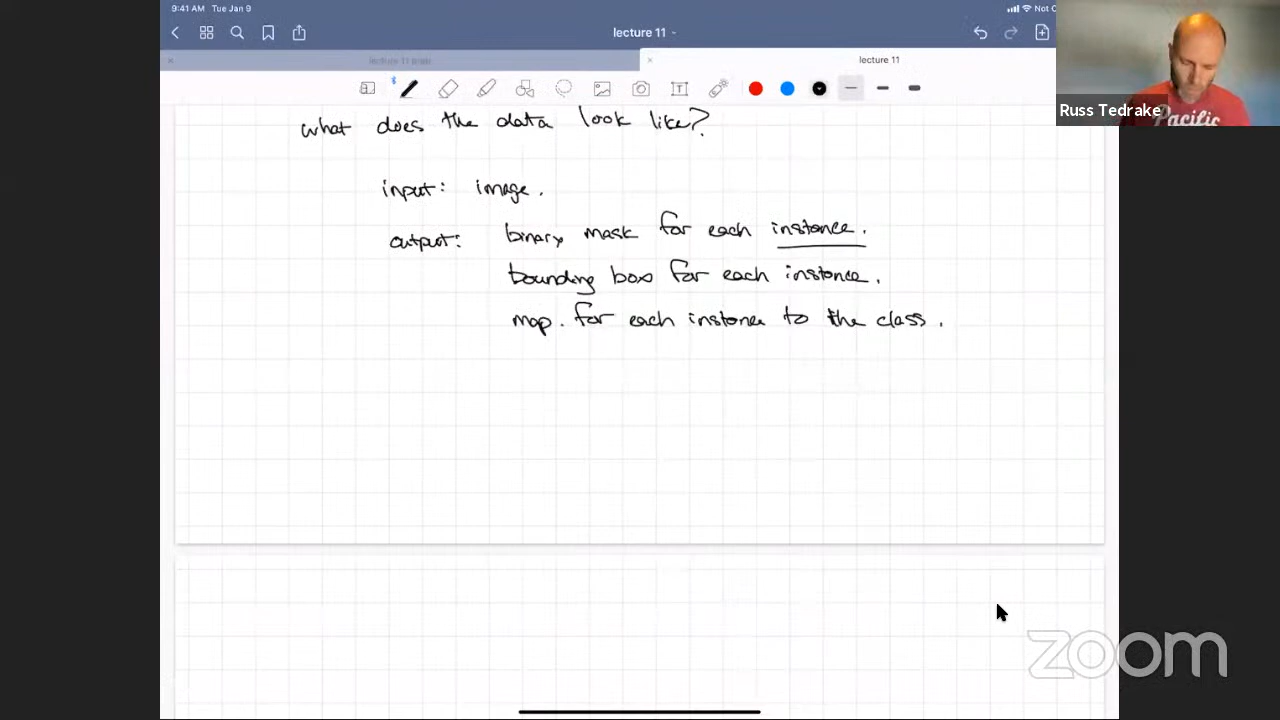 9:41 AM Tue Jan 9
Not C
lecture 11
lecture 11
Russ Tedrake
Pacific
what does the data look like?
input: image.
output: binary mask for each instance.
bounding box for each instance.
map. for each instance to the class.
zoom